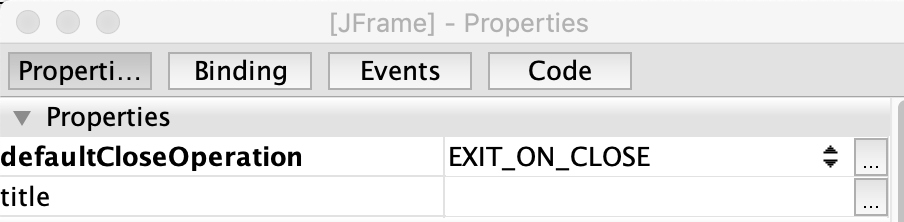 [JFrame] - Properties
Properti... Binding Events Code
Properties
defaultCloseOperation EXIT_ON_CLOSE ...
title ...